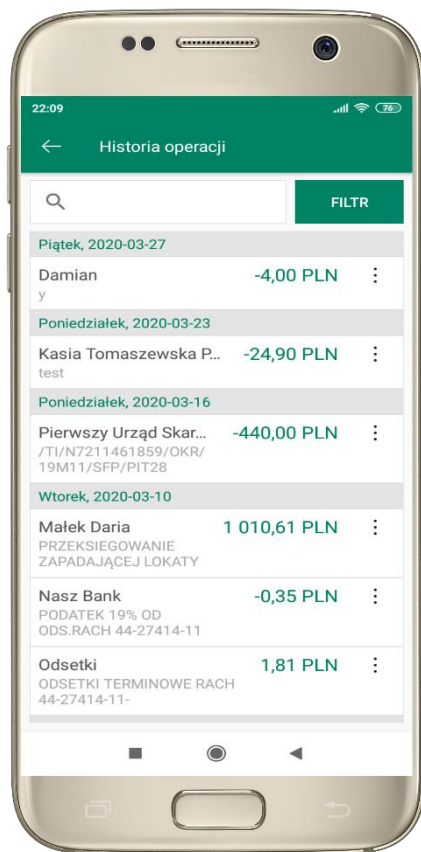 22:09
76
Historia operacji
FILTR
Piątek, 2020-03-27
Damian -4,00 PLN
y
Poniedziałek, 2020-03-23
Kasia Tomaszewska P... -24,90 PLN
test
Poniedziałek, 2020-03-16
Pierwszy Urząd Skar... -440,00 PLN
/TI/N7211461859/OKR/
19M11/SFP/PIT28
Wtorek, 2020-03-10
Małek Daria 1 010,61 PLN
PRZEKSIEGOWANIE
ZAPADAJĄCEJ LOKATY
Nasz Bank -0,35 PLN
PODATEK 19% OD
ODS.RACH 44-27414-11
Odsetki 1,81 PLN
ODSETKI TERMINOWE RACH
44-27414-11-